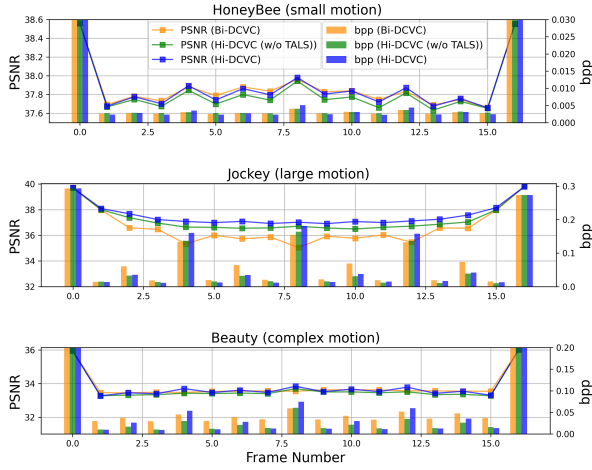 HoneyBee (small motion)
PSNR (Bi-DCVC)
PSNR (Hi-DCVC (w/o TALS))
PSNR (Hi-DCVC)
bpp (Bi-DCVC)
bpp (Hi-DCVC (w/o TALS))
bpp (Hi-DCVC)
PSNR
38.6
38.4
38.2
38.0
37.8
37.6
bpp
0.030
0.025
0.020
0.015
0.010
0.005
0.000
0.0 2.5 5.0 7.5 10.0 12.5 15.0
Jockey (large motion)
PSNR
40
38
36
34
32
bpp
0.3
0.2
0.1
0.0
0.0 2.5 5.0 7.5 10.0 12.5 15.0
Beauty (complex motion)
PSNR
36
34
32
bpp
0.20
0.15
0.10
0.05
0.00
0.0 2.5 5.0 7.5 10.0 12.5 15.0
Frame Number